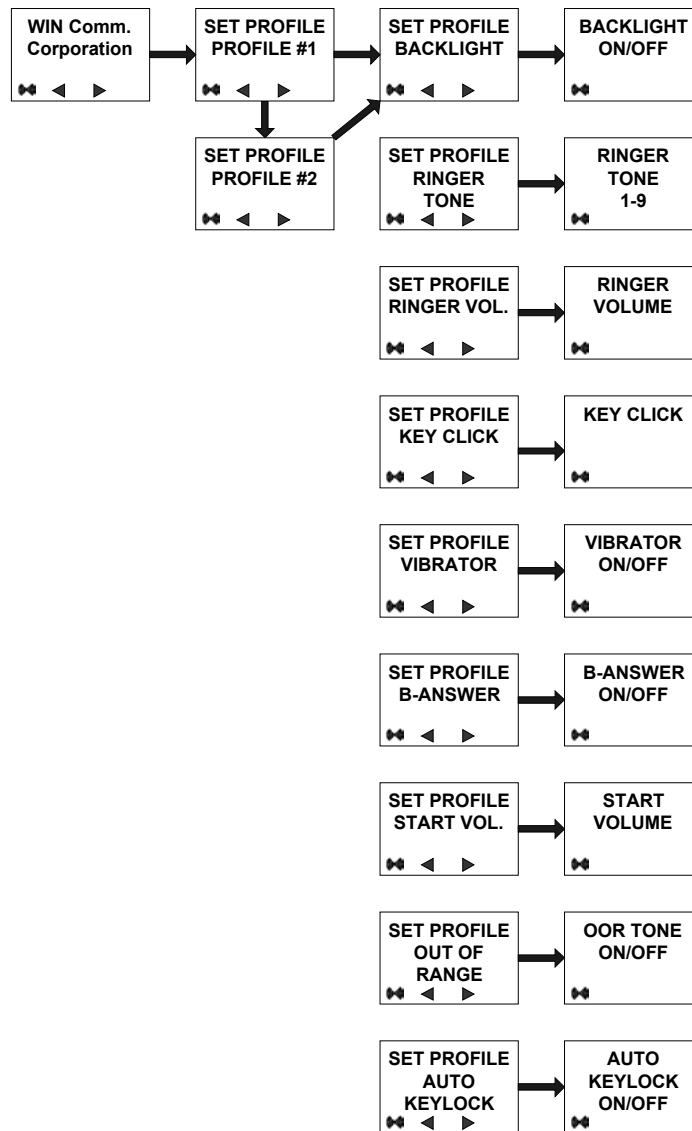 WIN Comm.
Corporation
SET PROFILE
PROFILE #1
SET PROFILE
BACKLIGHT
BACKLIGHT
ON/OFF
SET PROFILE
PROFILE #2
SET PROFILE
RINGER
TONE
RINGER
TONE
1-9
SET PROFILE
RINGER VOL.
RINGER
VOLUME
SET PROFILE
KEY CLICK
KEY CLICK
SET PROFILE
VIBRATOR
VIBRATOR
ON/OFF
SET PROFILE
B-ANSWER
B-ANSWER
ON/OFF
SET PROFILE
START VOL.
START
VOLUME
SET PROFILE
OUT OF
RANGE
OOR TONE
ON/OFF
SET PROFILE
AUTO
KEYLOCK
AUTO
KEYLOCK
ON/OFF